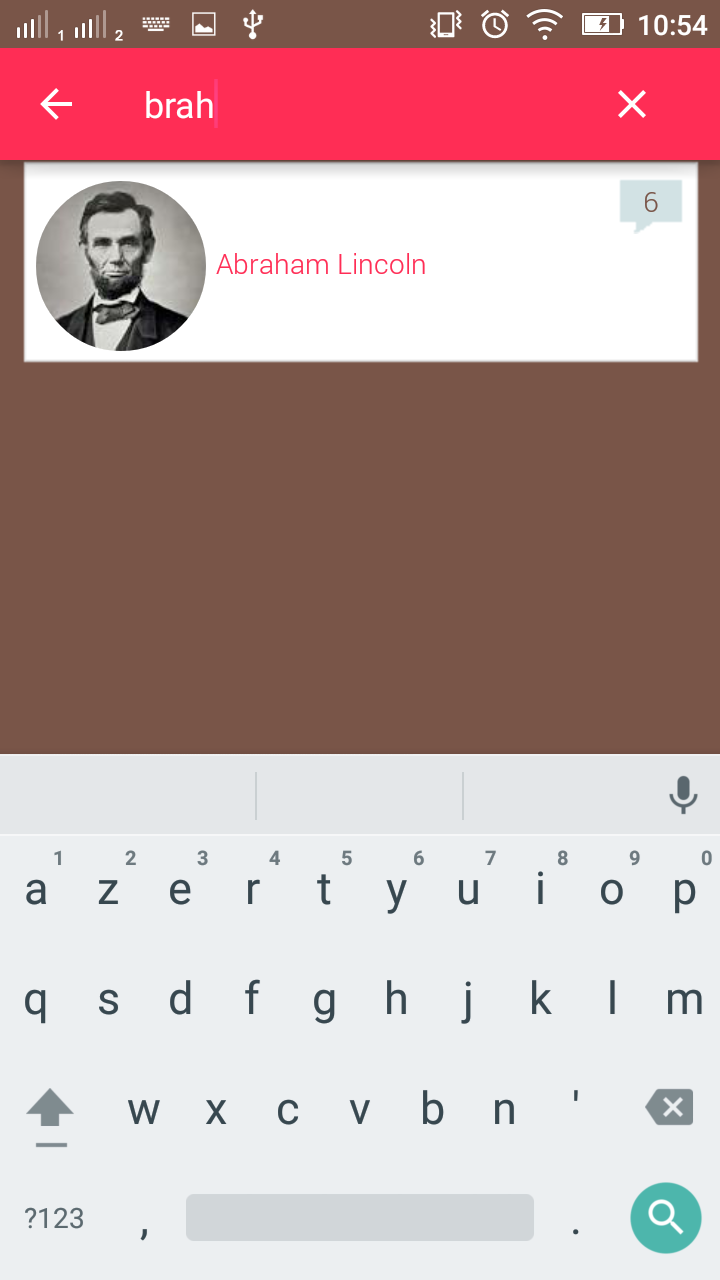 1 2 10:54
brah
6
Abraham Lincoln
1 2 3 4 5 6 7 8 9 0
a z e r t y u i o p
q s d f g h j k l m
w x c v b n '
?123 , .